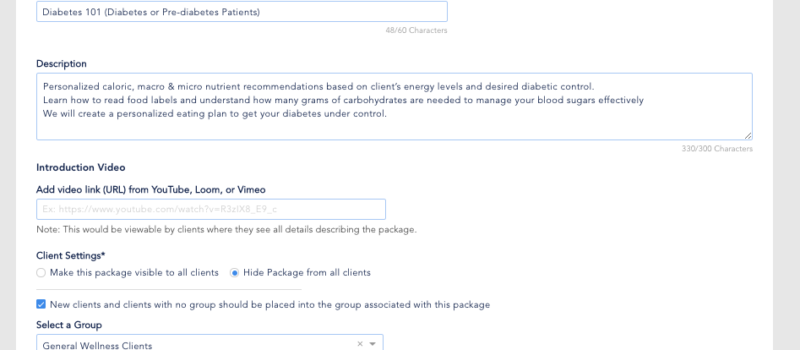 Diabetes 101 (Diabetes or Pre-diabetes Patients)
48/60 Characters
Description
Personalized caloric, macro & micro nutrient recommendations based on client's energy levels and desired diabetic control.
Learn how to read food labels and understand how many grams of carbohydrates are needed to manage your blood sugars effectively
We will create a personalized eating plan to get your diabetes under control.
330/300 Characters
Introduction Video
Add video link (URL) from YouTube, Loom, or Vimeo
Ex: https://www.youtube.com/watch?v=R3zIX8_E9_c
Note: This would be viewable by clients where they see all details describing the package.
Client Settings*
Make this package visible to all clients Hide Package from all clients
New clients and clients with no group should be placed into the group associated with this package
Select a Group
General Wellness Clients